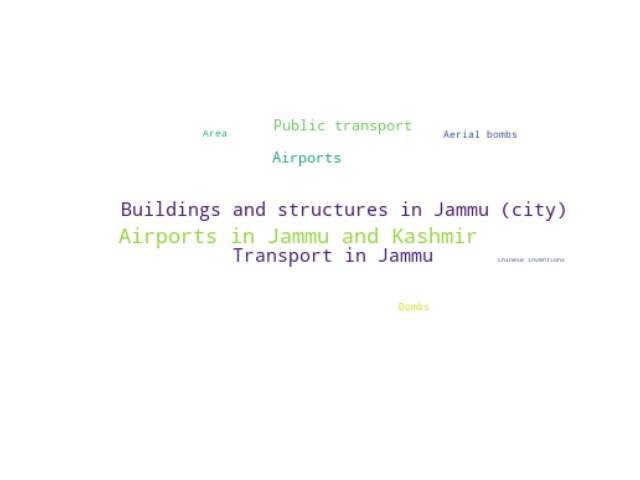 Public transport
Area
Aerial bombs
Airports
Buildings and structures in Jammu (city)
Airports in Jammu and Kashmir
Transport in Jammu
Chinese inventions
Bombs